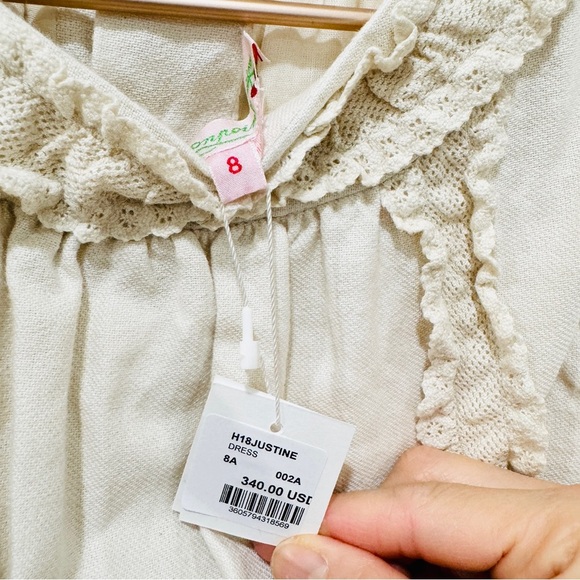 8
H18JUSTINE
DRESS
8A 002A
340.00 USD
3605794318569